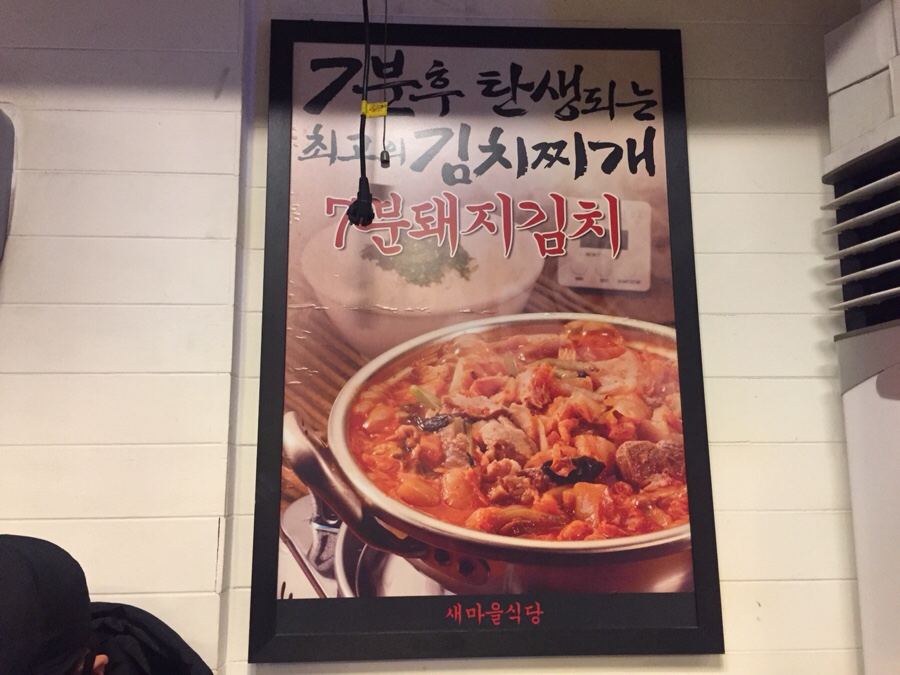 7분후 탄생되는
최고의 김치찌개
7분돼지김치
새마을식당